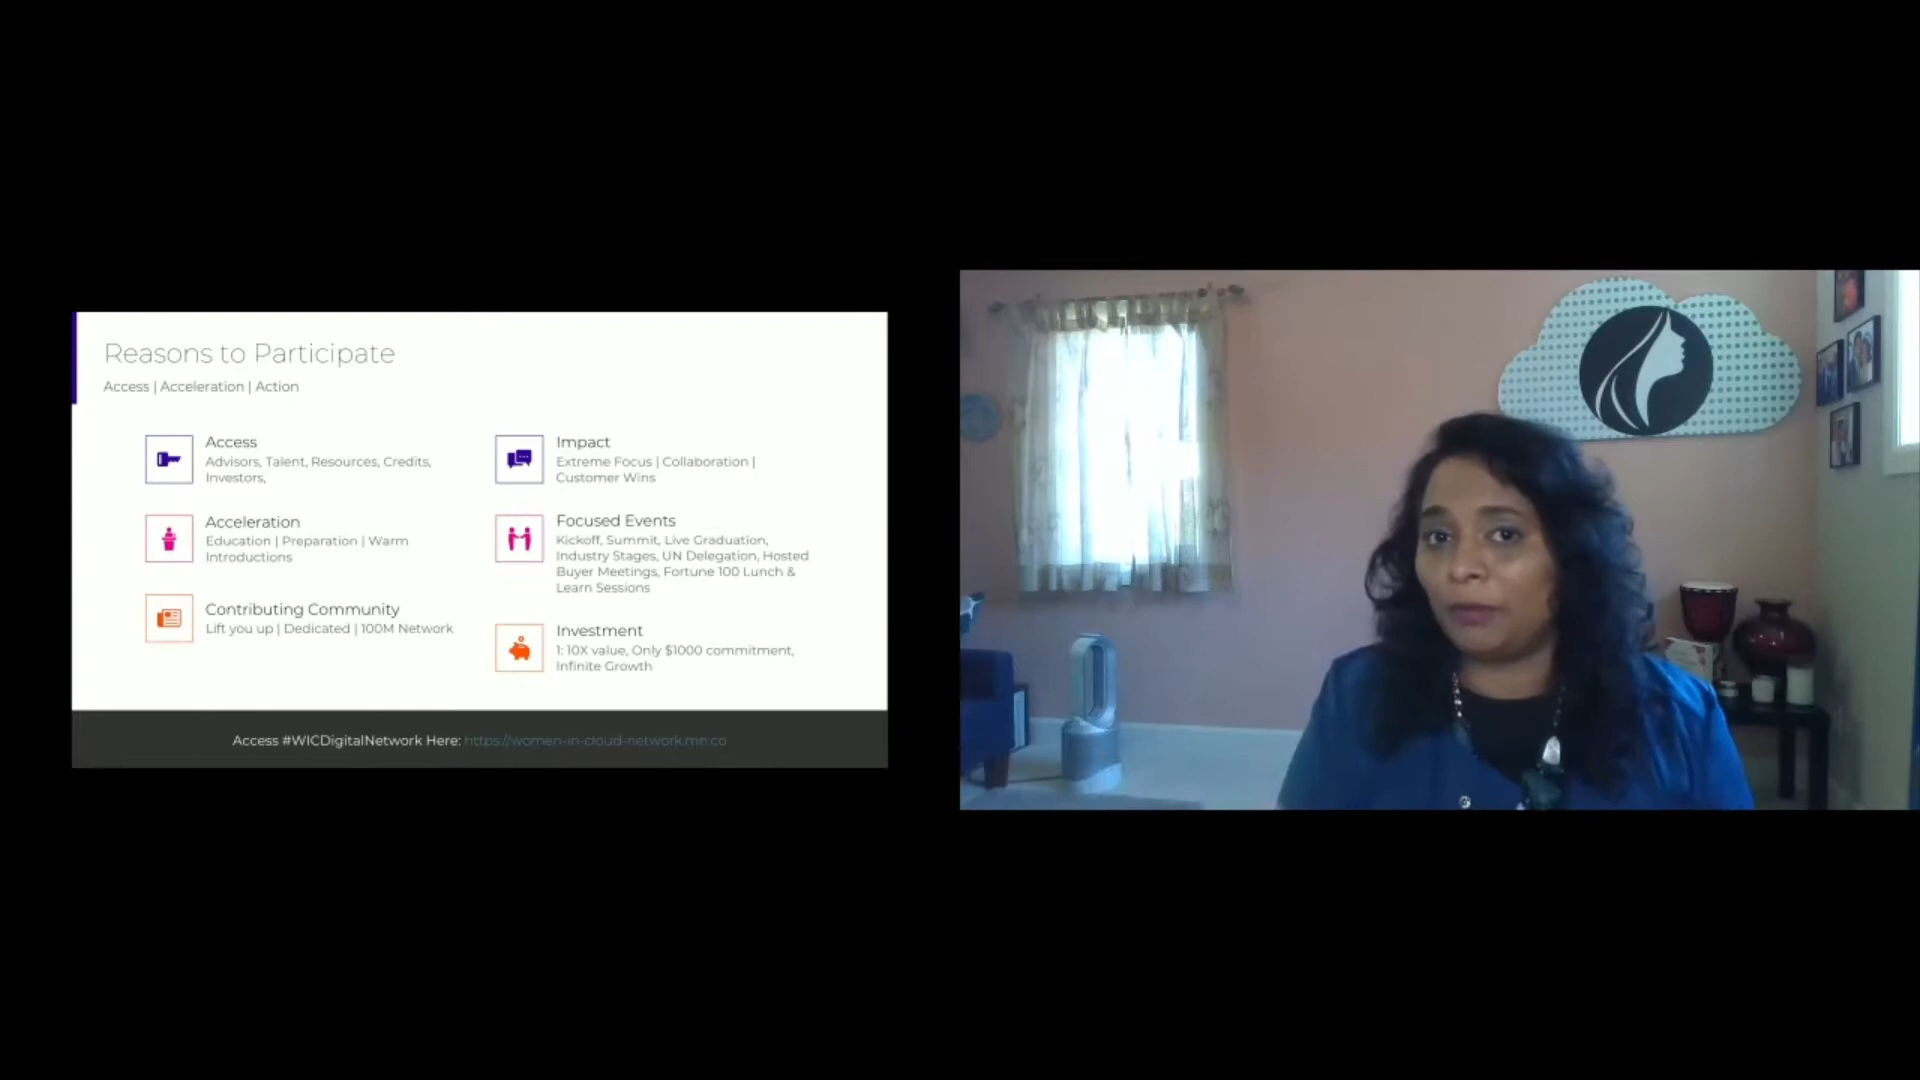 Reasons to Participate
Access | Acceleration | Action
Access
Advisors, Talent, Resources, Credits,
Investors,
Acceleration
Education | Preparation | Warm
Introductions
Contributing Community
Lift you up | Dedicated | 100M Network
Impact
Extreme Focus | Collaboration |
Customer Wins
Focused Events
Kickoff, Summit, Live Graduation,
Industry Stages, UN Delegation, Hosted
Buyer Meetings, Fortune 100 Lunch &
Learn Sessions
Investment
1: 10X value, Only $1000 commitment,
Infinite Growth
Access #WICDigitalNetwork Here: https://women-in-cloud-network.mn.co